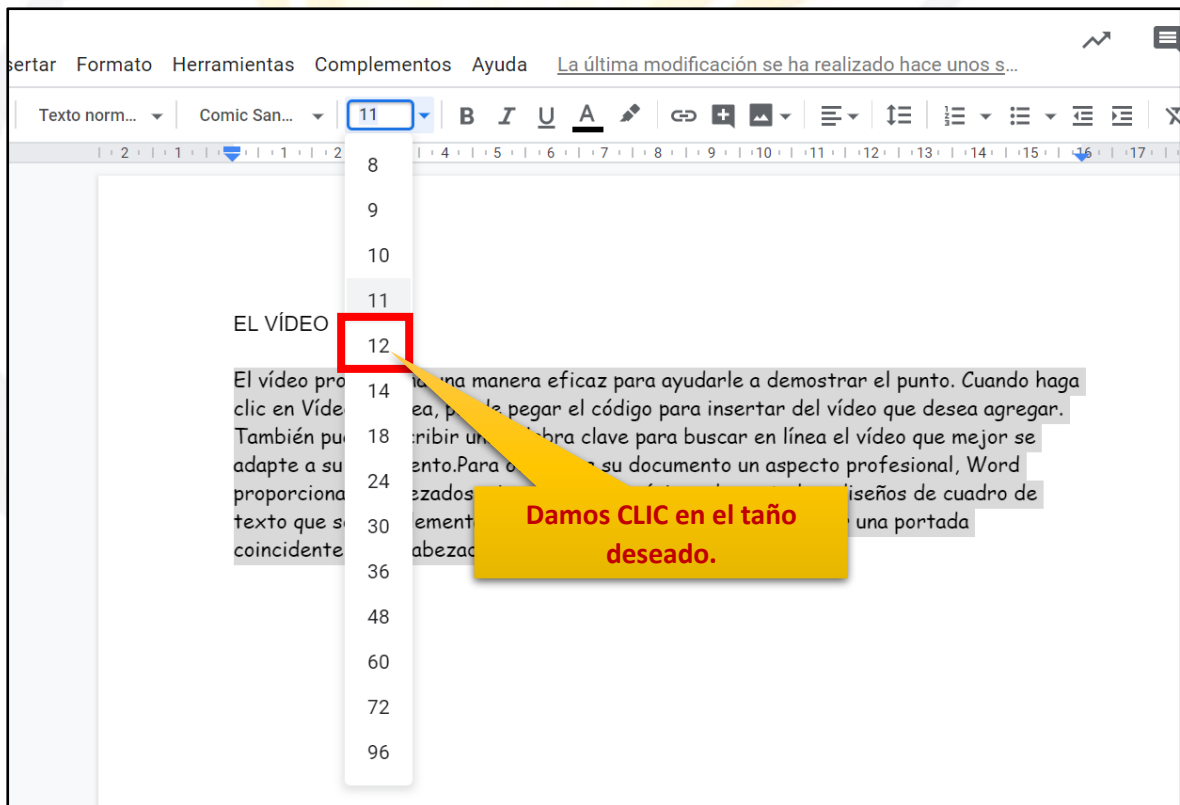 sertar Formato Herramientas Complementos Ayuda La última modificación se ha realizado hace unos s…
Texto norm… Comic San… 11 B I U A
2 1 1 2 4 5 6 7 8 9 10 11 12 13 14 15 16 17
8
9
10
11
EL VÍDEO
12
El vídeo pro una manera eficaz para ayudarle a demostrar el punto. Cuando haga
14
clic en Víde ea, pegar el código para insertar del vídeo que desea agregar.
18
También pu cribir un bra clave para buscar en línea el vídeo que mejor se
adapte a su ento.Para o su documento un aspecto profesional, Word
24
proporciona ezados diseños de cuadro de
texto que s lement una portada
30
coincidente abezad
Damos CLIC en el taño
deseado.
36
48
60
72
96